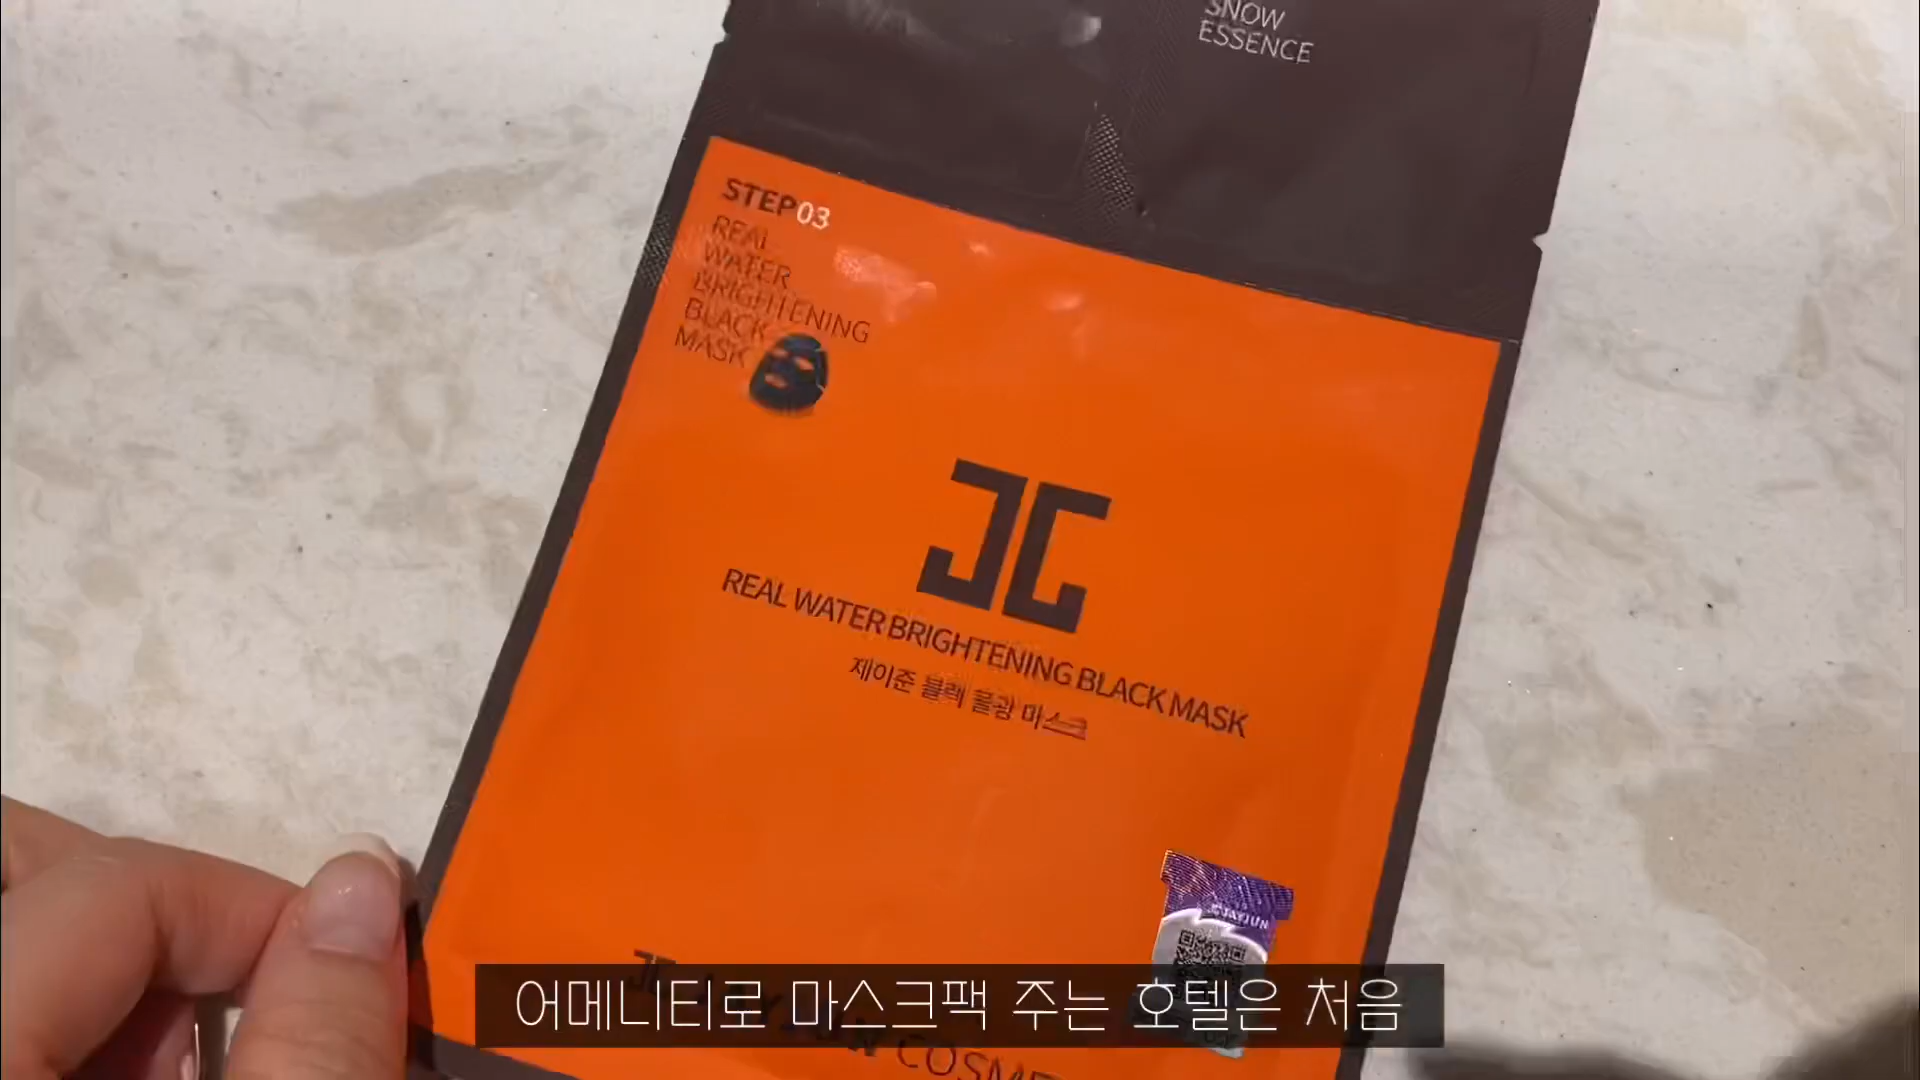 SNOW
ESSENCE
STEP03
REAL
WATER
BRIGHTENING
BLACK
MASK
JC
REAL WATER BRIGHTENING BLACK MASK
제이준 블랙 물광 마스크
JAYJUN
어메니티로 마스크팩 주는 호텔은 처음